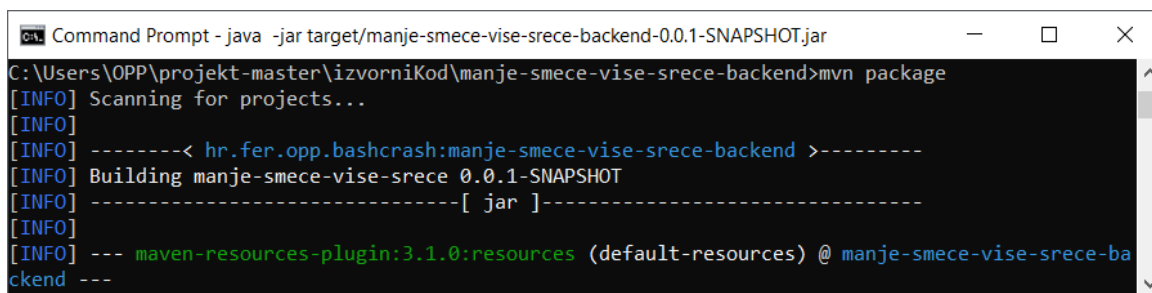 Command Prompt - java  -jar target/manje-smece-vise-srece-backend-0.0.1-SNAPSHOT.jar
C:\Users\OPP\projekt-master\izvorniKod\manje-smece-vise-srece-backend>mvn package
[INFO] Scanning for projects...
[INFO]
[INFO] --------< hr.fer.opp.bashcrash:manje-smece-vise-srece-backend >---------
[INFO] Building manje-smece-vise-srece 0.0.1-SNAPSHOT
[INFO] --------------------------------[ jar ]---------------------------------
[INFO]
[INFO] --- maven-resources-plugin:3.1.0:resources (default-resources) @ manje-smece-vise-srece-ba
ckend ---